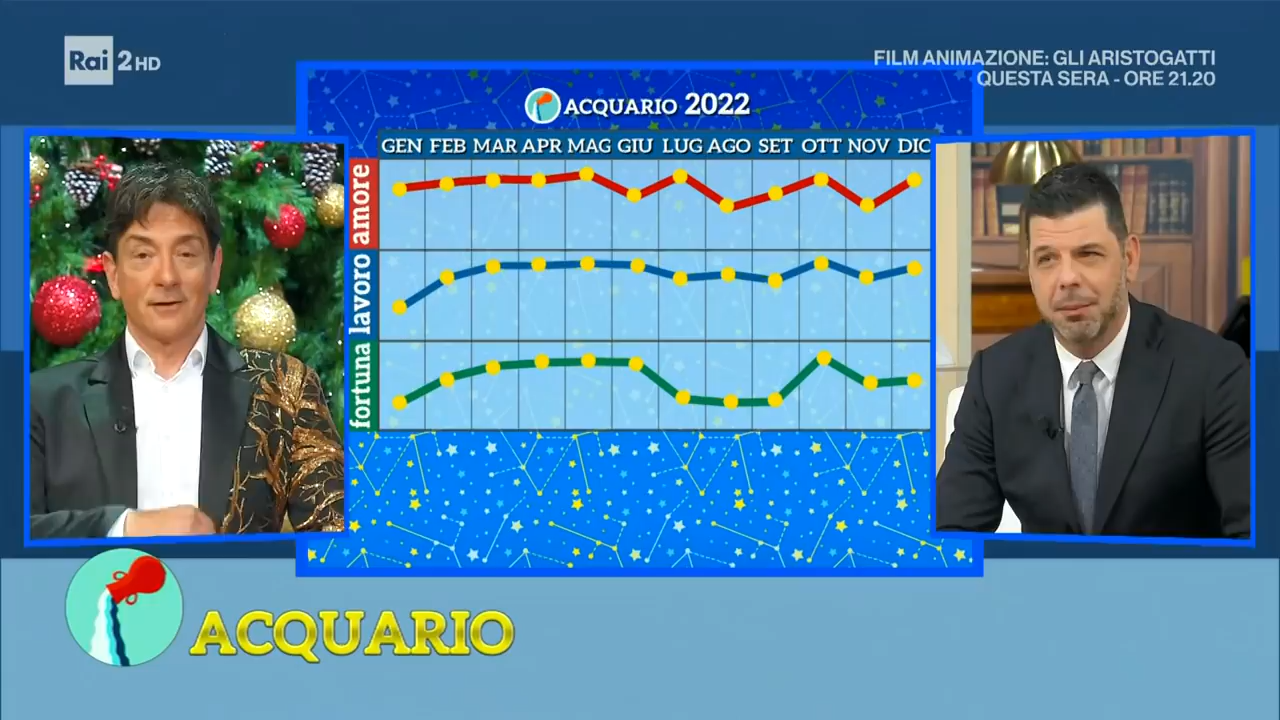 Rai 2HD
FILM ANIMAZIONE: GLI ARISTOGATTI
QUESTA SERA - ORE 21.20
ACQUARIO 2022
GEN FEB MAR APR MAG GIU LUG AGO SET OTT NOV DIC
amore
lavoro
fortuna
ACQUARIO